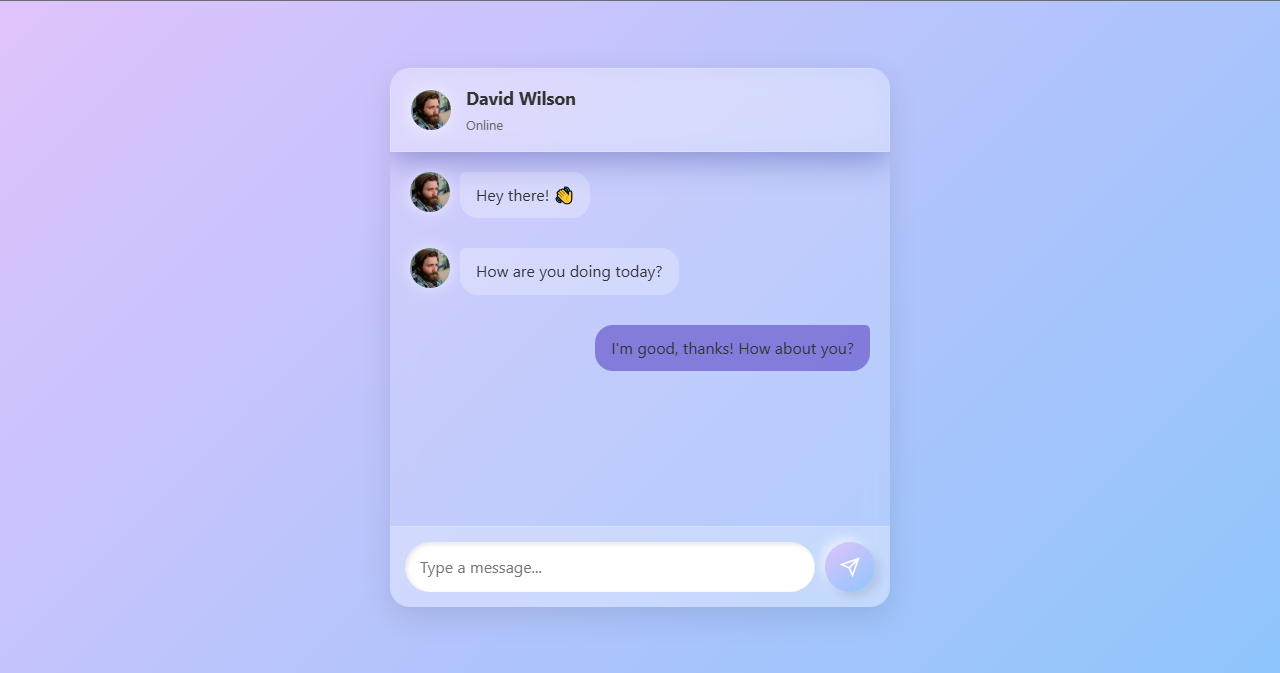 David Wilson
Online
Hey there! 👋
How are you doing today?
I'm good, thanks! How about you?
Type a message...